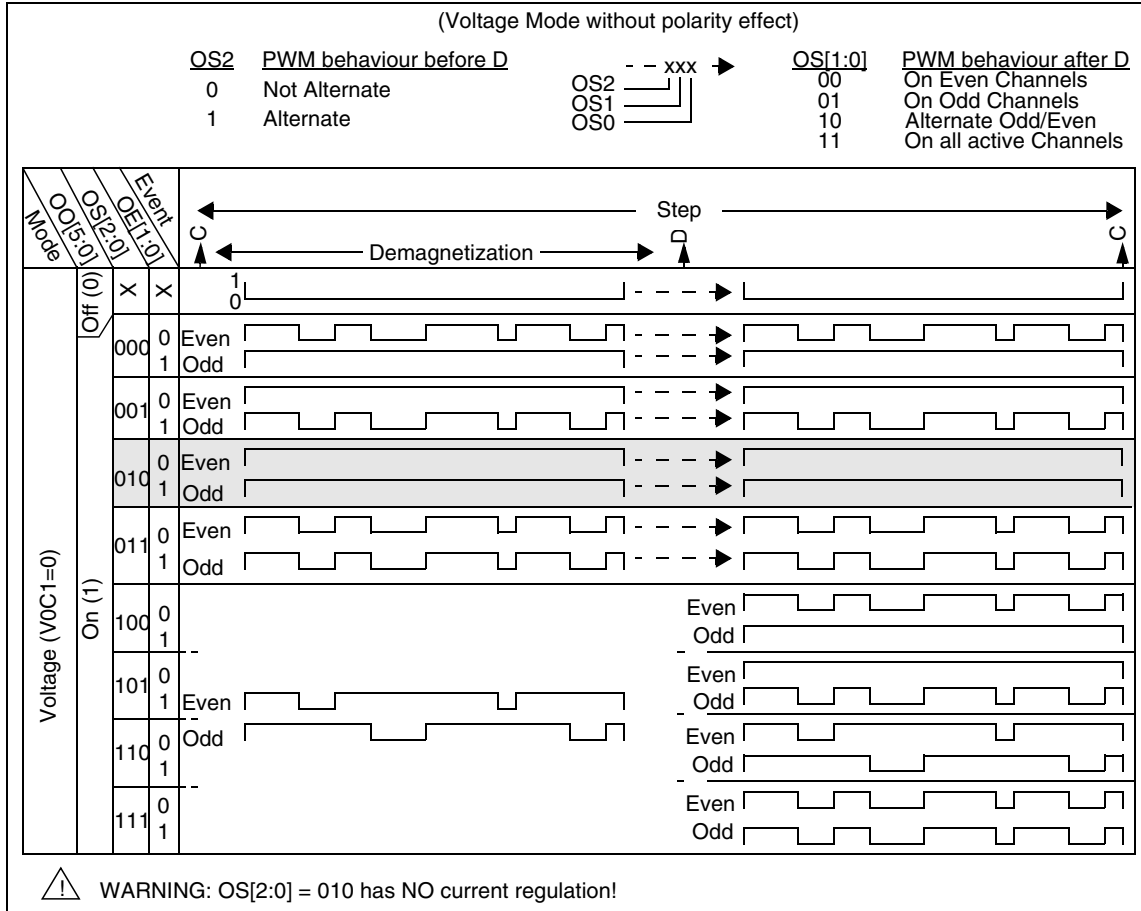 (Voltage Mode without polarity effect)
OS2 PWM behaviour before D
0 Not Alternate
1 Alternate
xxx
OS2
OS1
OS0
OS[1:0] PWM behaviour after D
00 On Even Channels
01 On Odd Channels
10 Alternate Odd/Even
11 On all active Channels
Mode
OO[5:0]
OS[2:0]
OE[1:0]
Event
Step
C
Demagnetization
D
C
Voltage (V0C1=0)
Off (0)
X
X
1
0
On (1)
000
0
1
Even
Odd
001
0
1
Even
Odd
010
0
1
Even
Odd
011
0
1
Even
Odd
100
0
1
Even
Odd
101
0
1
Even
Odd
Even
Odd
110
0
1
Even
Odd
111
0
1
Even
Odd
! WARNING: OS[2:0] = 010 has NO current regulation!